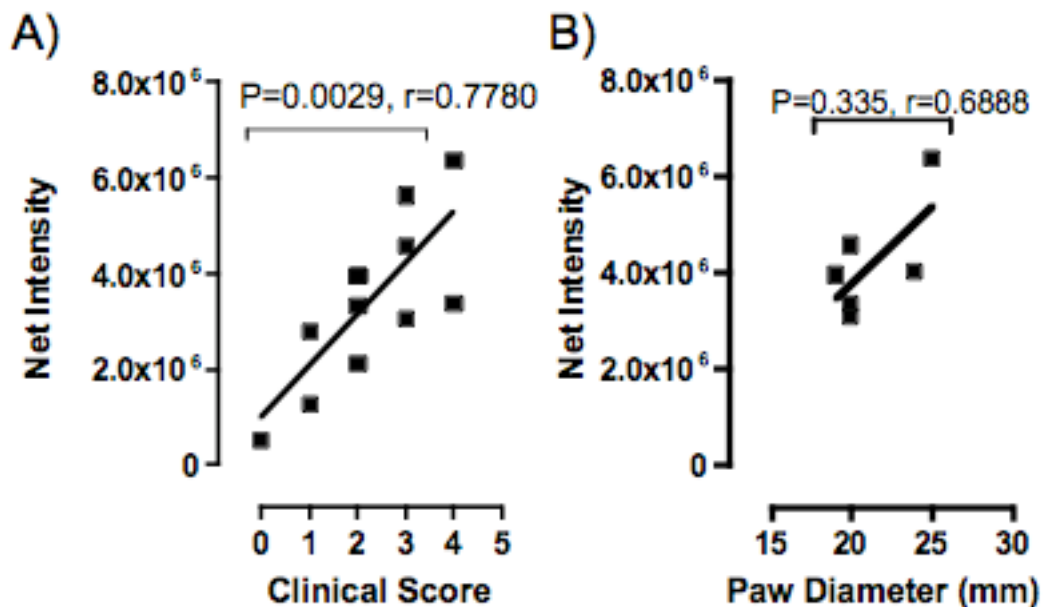 A)
P=0.0029, r=0.7780
8.0x10⁶
6.0x10⁶
4.0x10⁶
2.0x10⁶
0
Net Intensity
0 1 2 3 4 5
Clinical Score
B)
P=0.335, r=0.6888
8.0x10⁶
6.0x10⁶
4.0x10⁶
2.0x10⁶
0
Net Intensity
15 20 25 30
Paw Diameter (mm)